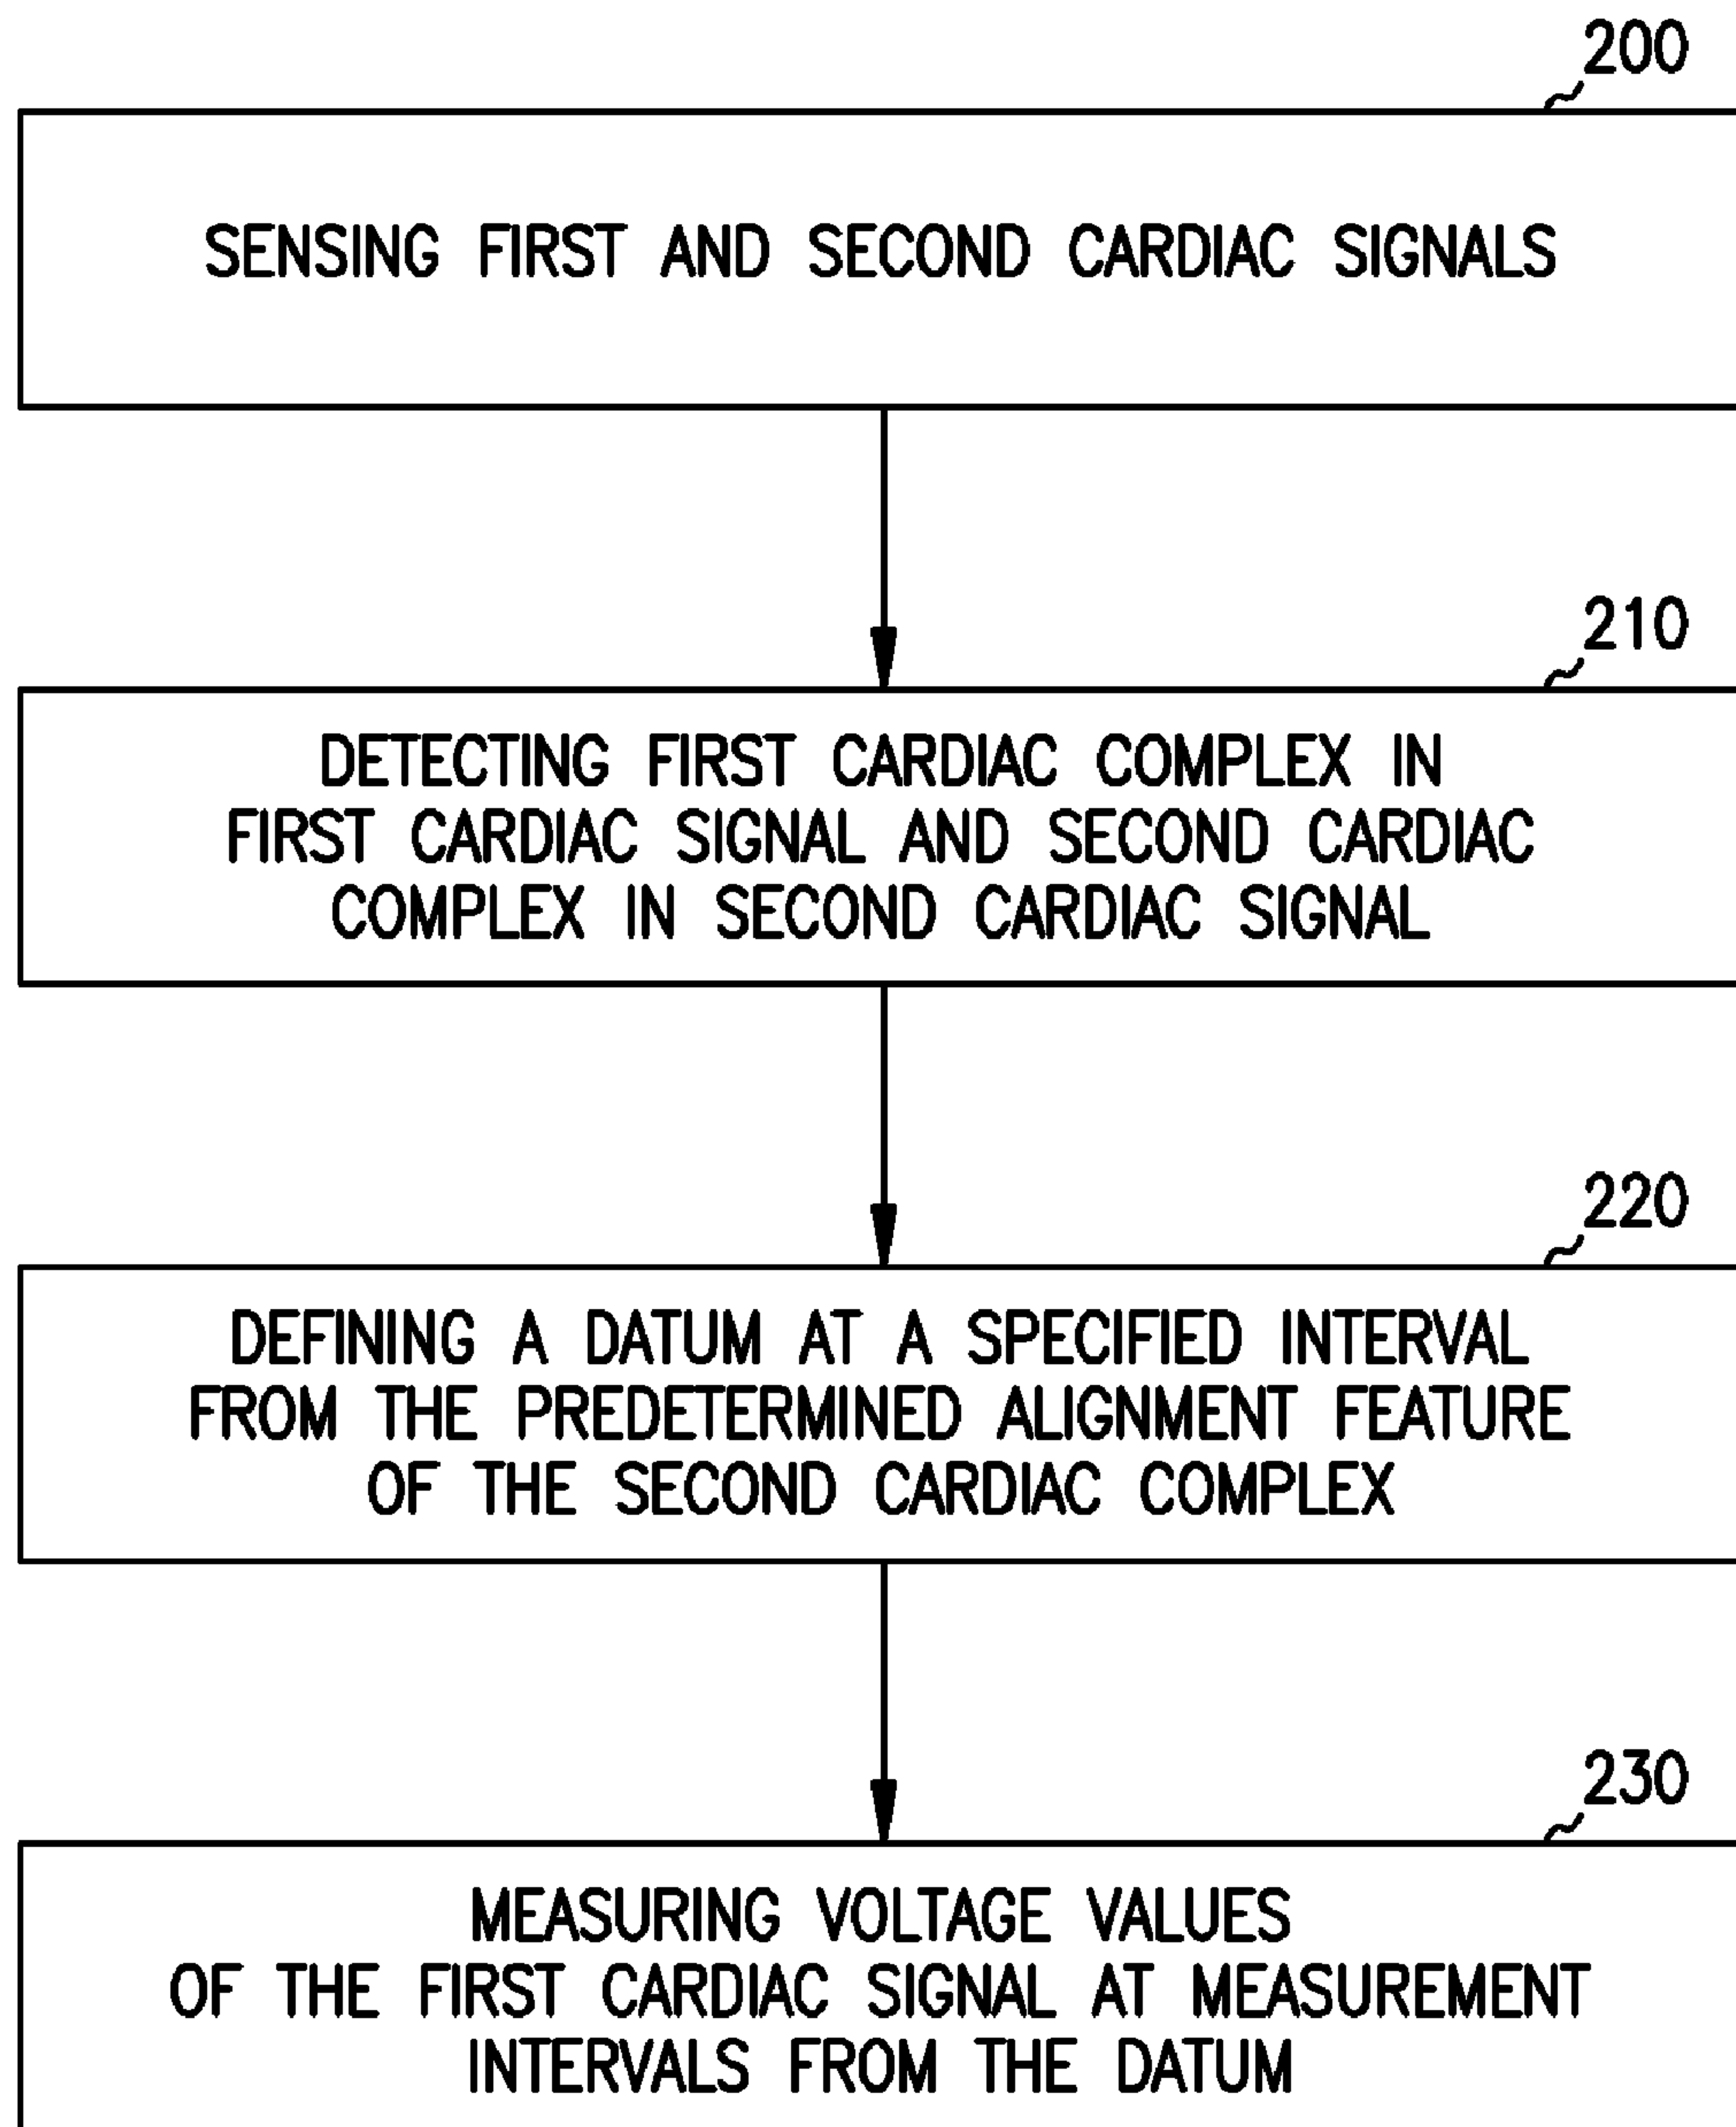 200
SENSING FIRST AND SECOND CARDIAC SIGNALS
210
DETECTING FIRST CARDIAC COMPLEX IN
FIRST CARDIAC SIGNAL AND SECOND CARDIAC
COMPLEX IN SECOND CARDIAC SIGNAL
220
DEFINING A DATUM AT A SPECIFIED INTERVAL
FROM THE PREDETERMINED ALIGNMENT FEATURE
OF THE SECOND CARDIAC COMPLEX
230
MEASURING VOLTAGE VALUES
OF THE FIRST CARDIAC SIGNAL AT MEASUREMENT
INTERVALS FROM THE DATUM